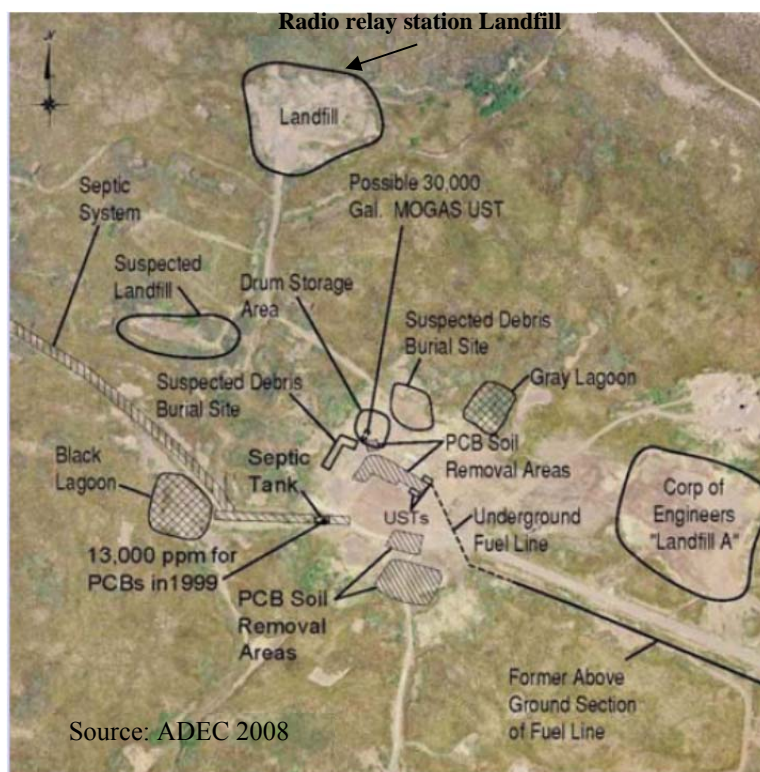 Radio relay station Landfill
N
Landfill
Possible 30,000
Gal. MOGAS UST
Septic
System
Suspected
Landfill
Drum Storage
Area
Suspected Debris
Burial Site
Gray Lagoon
Suspected Debris
Burial Site
PCB Soil
Removal Areas
Black
Lagoon
Septic
Tank
USTs
Underground
Fuel Line
Corp of
Engineers
"Landfill A"
13,000 ppm for
PCBs in1999
PCB Soil
Removal
Areas
Former Above
Ground Section
of Fuel Line
Source: ADEC 2008